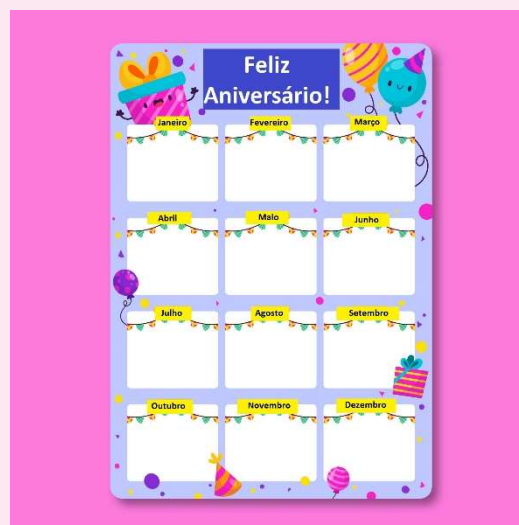 Feliz
Aniversário!
Janeiro Fevereiro Março
Abril Maio Junho
Julho Agosto Setembro
Outubro Novembro Dezembro